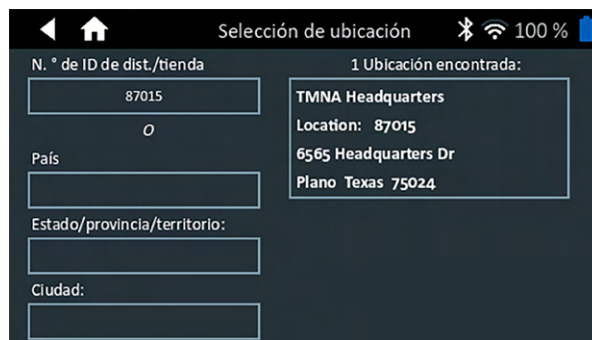 Selección de ubicación
100 %
N. ° de ID de dist./tienda
87015
O
País
Estado/provincia/territorio:
Ciudad:
1 Ubicación encontrada:
TMNA Headquarters
Location: 87015
6565 Headquarters Dr
Plano Texas 75024